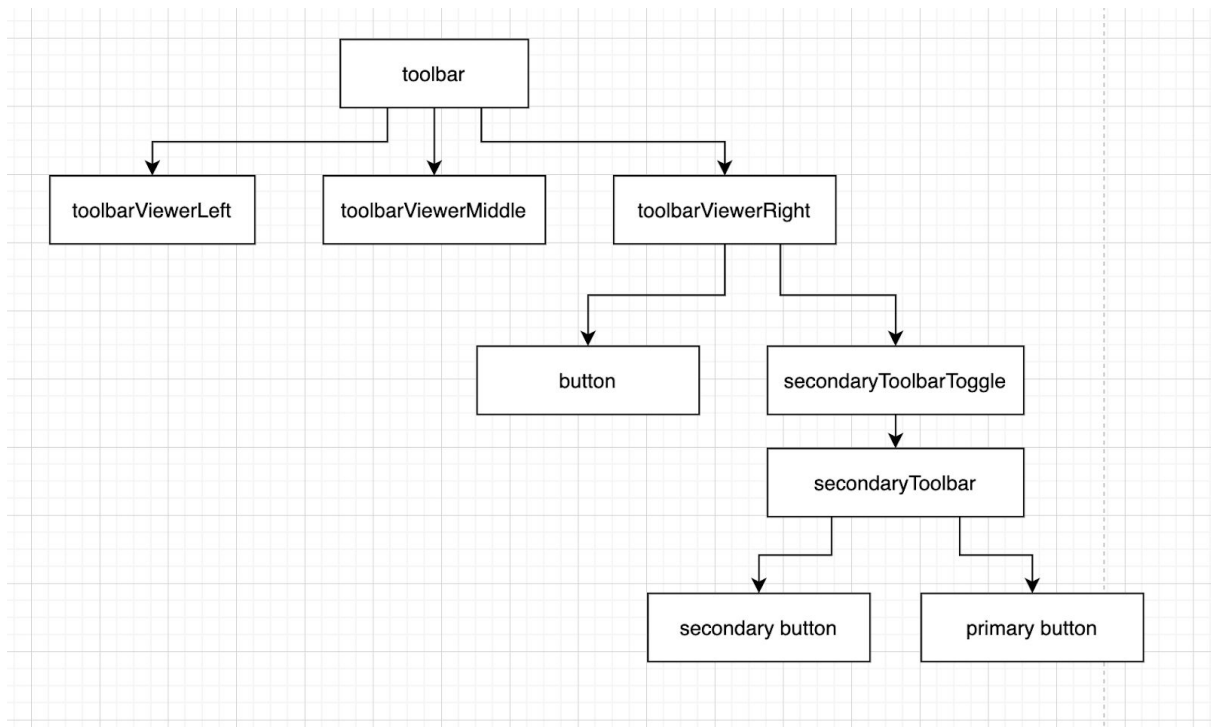 toolbar
toolbarViewerLeft
toolbarViewerMiddle
toolbarViewerRight
button
secondaryToolbarToggle
secondaryToolbar
secondary button
primary button